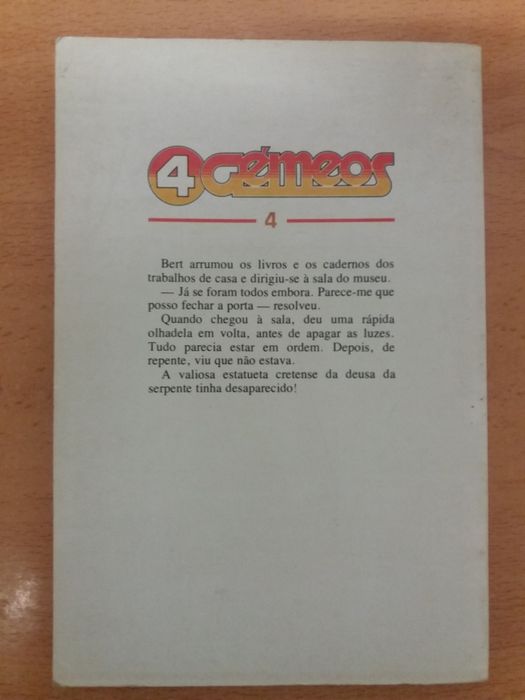 4 Gémeos
4
Bert arrumou os livros e os cadernos dos
trabalhos de casa e dirigiu-se à sala do museu.
— Já se foram todos embora. Parece-me que
posso fechar a porta — resolveu.
Quando chegou à sala, deu uma rápida
olhadela em volta, antes de apagar as luzes.
Tudo parecia estar em ordem. Depois, de
repente, viu que não estava.
A valiosa estatueta cretense da deusa da
serpente tinha desaparecido!